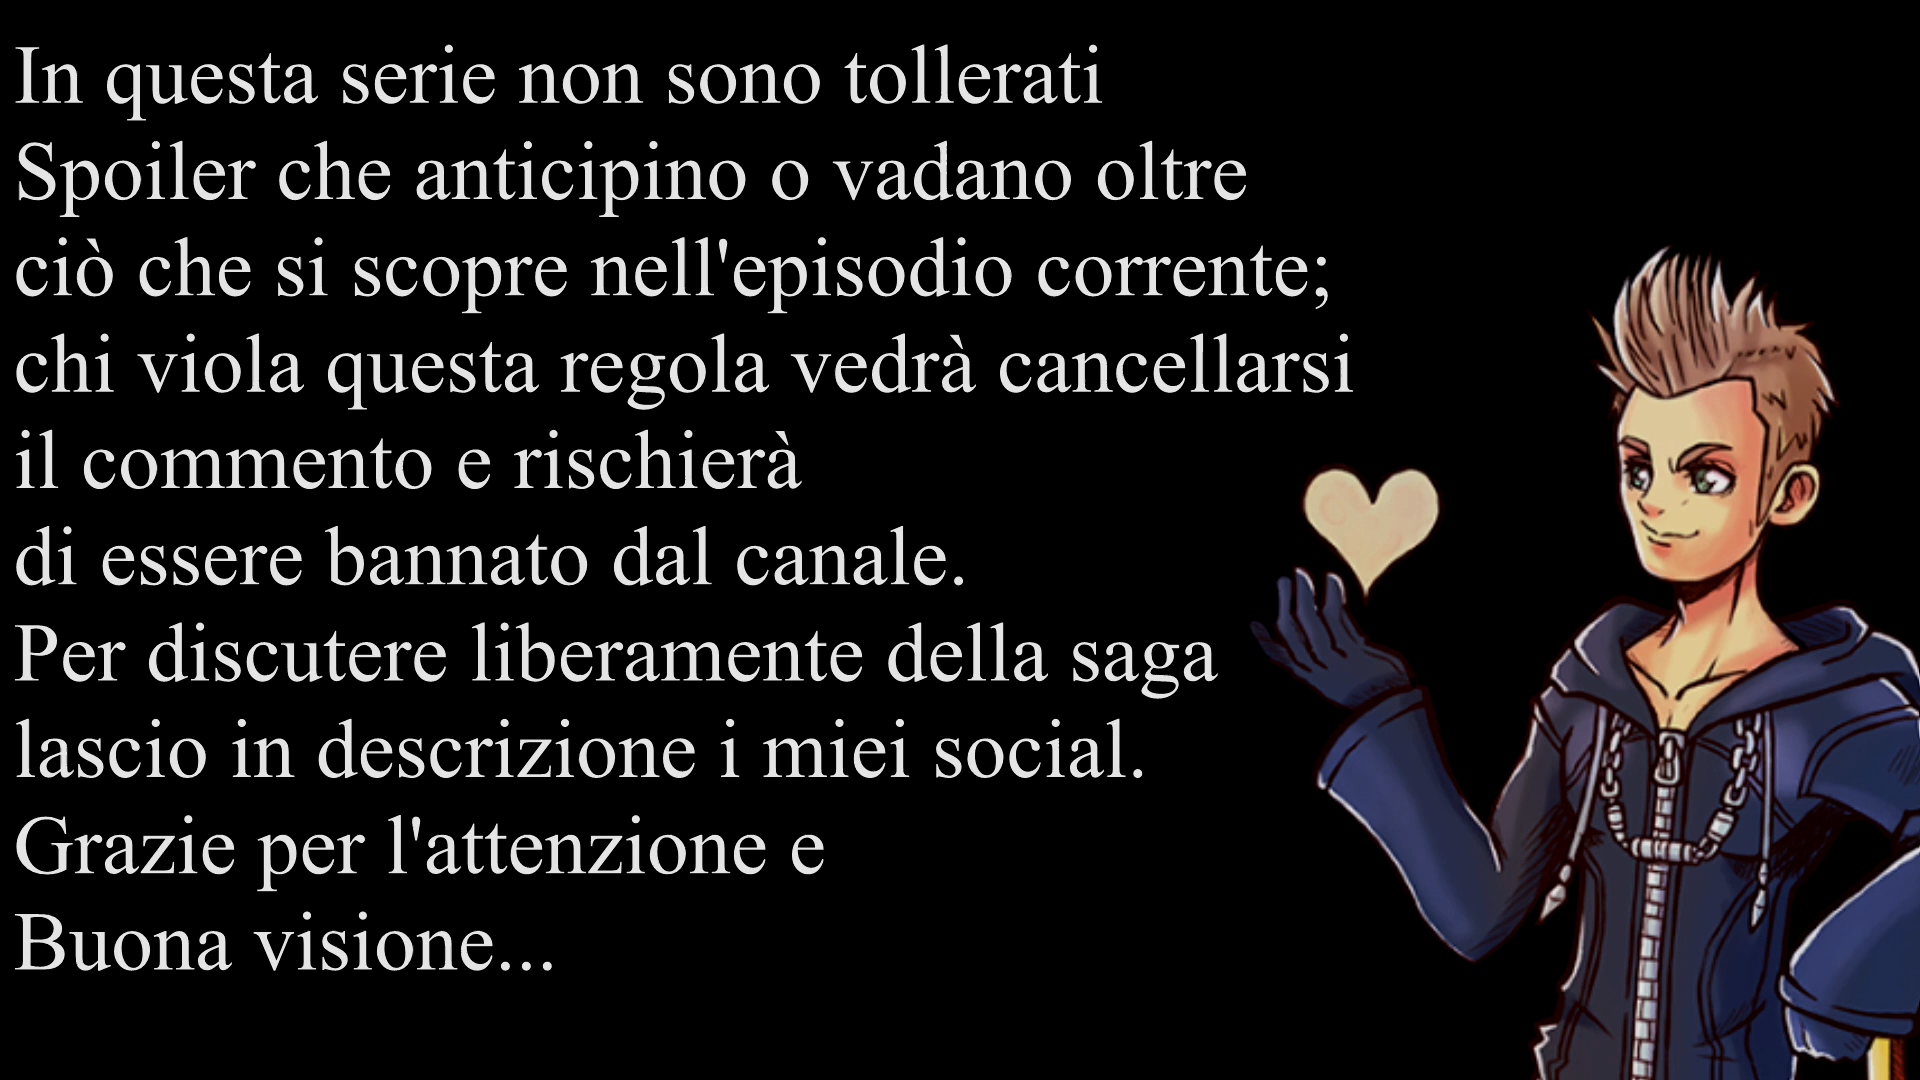 In questa serie non sono tollerati
Spoiler che anticipino o vadano oltre
ciò che si scopre nell'episodio corrente;
chi viola questa regola vedrà cancellarsi
il commento e rischierà
di essere bannato dal canale.
Per discutere liberamente della saga
lascio in descrizione i miei social.
Grazie per l'attenzione e
Buona visione...